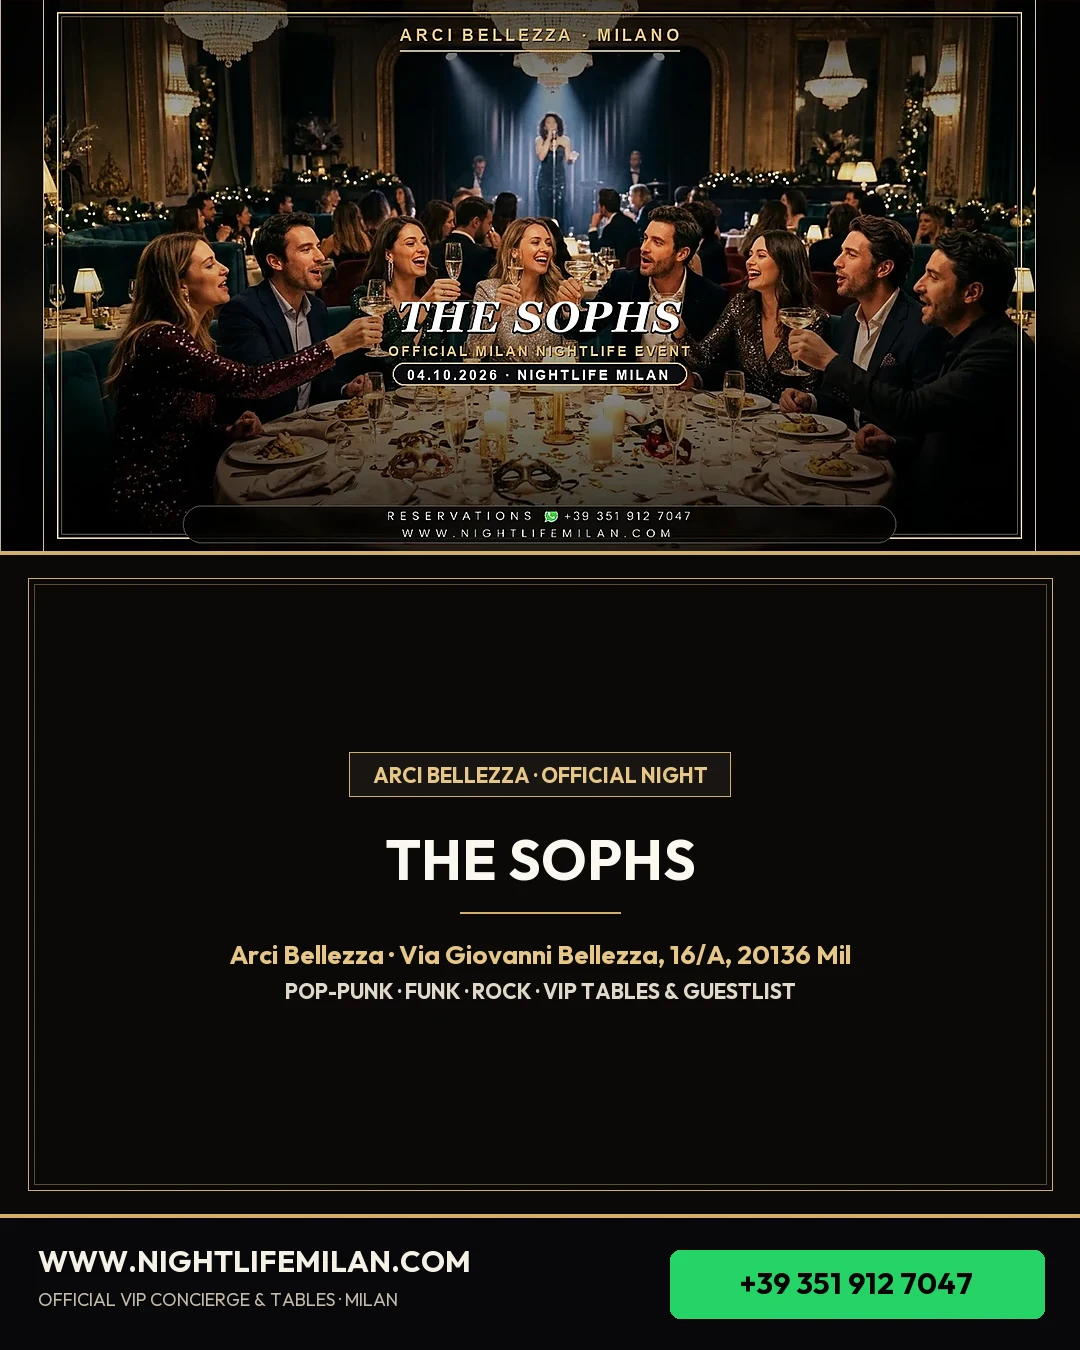 ARCI BELLEZZA · MILANO
THE SOPHS
OFFICIAL MILAN NIGHTLIFE EVENT
04.10.2026 · NIGHTLIFE MILAN
RESERVATIONS +39 351 912 7047
WWW.NIGHTLIFEMILAN.COM
ARCI BELLEZZA · OFFICIAL NIGHT
THE SOPHS
Arci Bellezza · Via Giovanni Bellezza, 16/A, 20136 Mil
POP-PUNK · FUNK · ROCK · VIP TABLES & GUESTLIST
WWW.NIGHTLIFEMILAN.COM
OFFICIAL VIP CONCIERGE & TABLES · MILAN
+39 351 912 7047